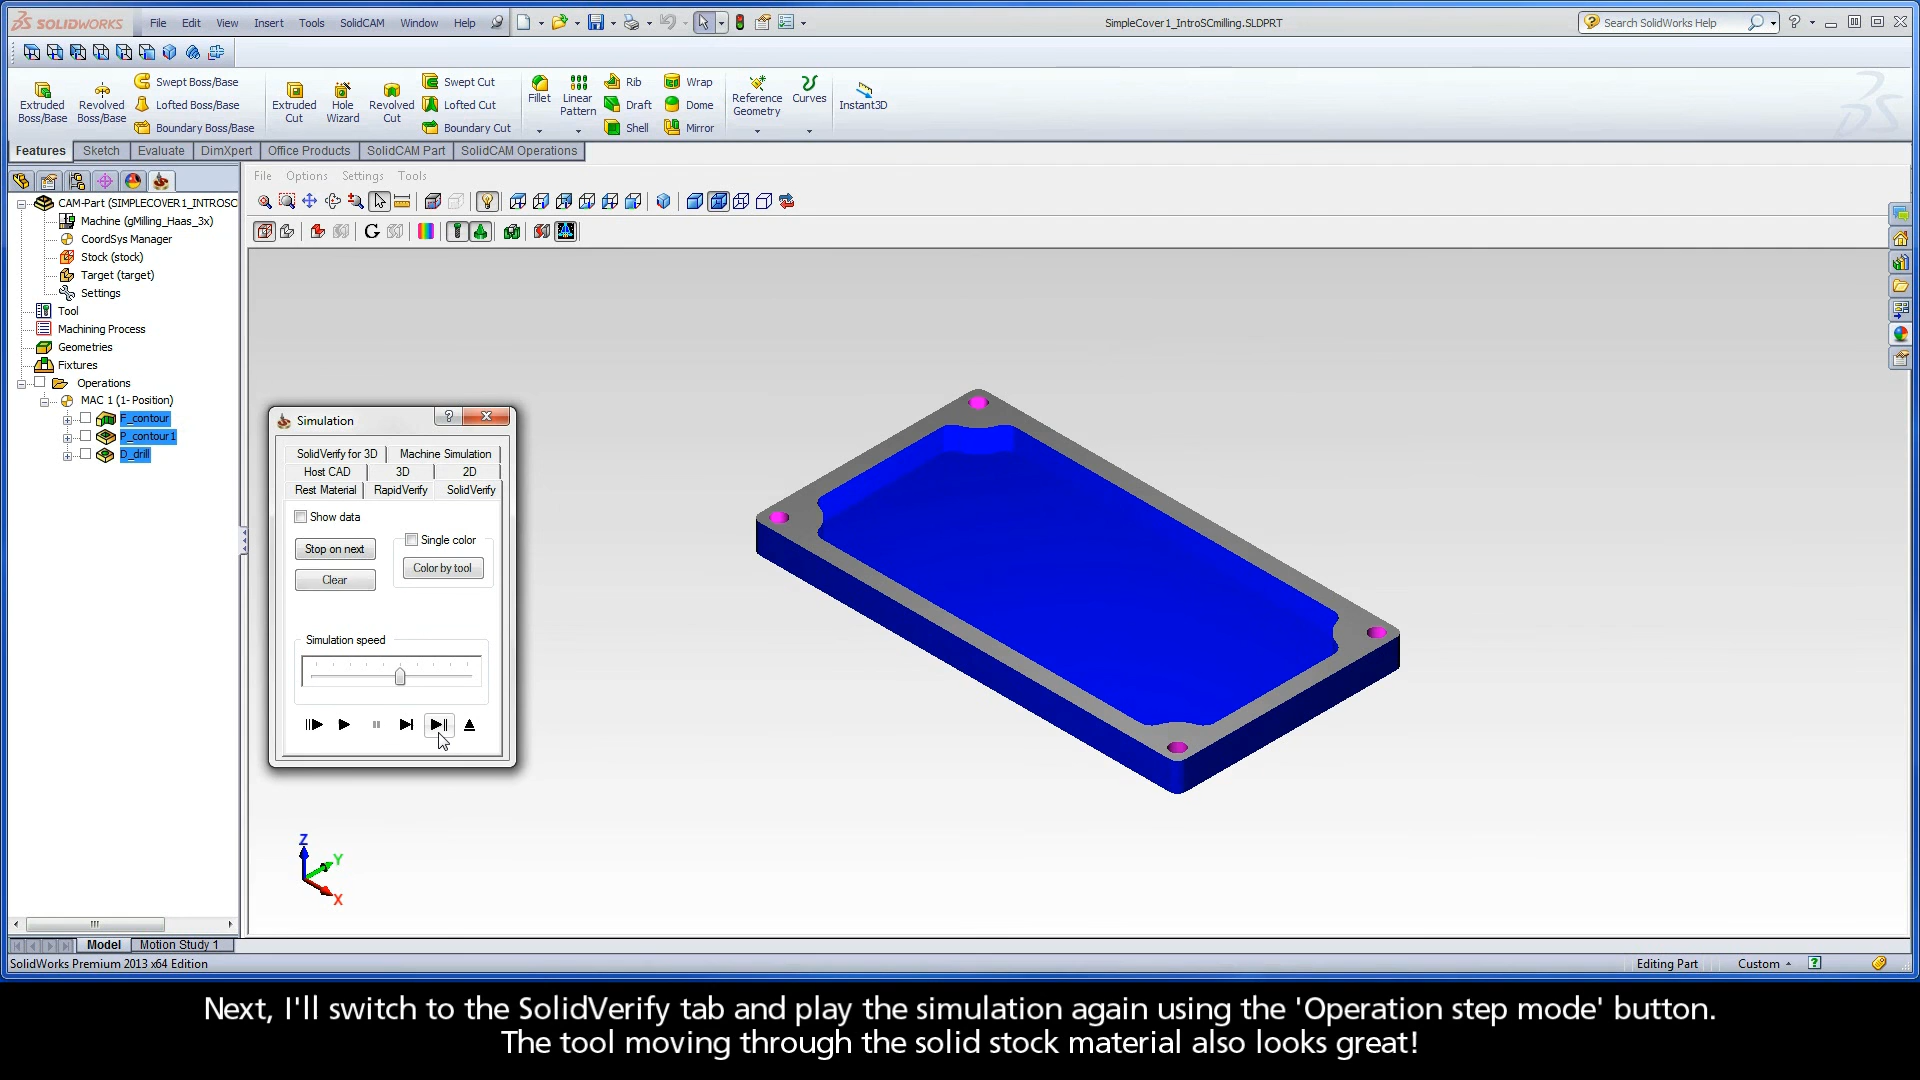 SOLIDWORKS File Edit View Insert Tools SolidCAM Window Help SimpleCover1_IntroSCmilling.SLDPRT Search SolidWorks Help
Extruded Boss/Base Revolved Boss/Base Swept Boss/Base Lofted Boss/Base Boundary Boss/Base Extruded Cut Hole Wizard Revolved Cut Swept Cut Lofted Cut Boundary Cut Fillet Linear Pattern Rib Draft Shell Wrap Dome Mirror Reference Geometry Curves Instant3D
Features Sketch Evaluate DimXpert Office Products SolidCAM Part SolidCAM Operations
File Options Settings Tools
CAM-Part (SIMPLECOVER1_INTROSC
Machine (gMilling_Haas_3x)
CoordSys Manager
Stock (stock)
Target (target)
Settings
Tool
Machining Process
Geometries
Fixtures
Operations
MAC 1 (1- Position)
F_contour
P_contour1
D_drill
Simulation
SolidVerify for 3D Machine Simulation
Host CAD 3D 2D
Rest Material RapidVerify SolidVerify
Show data
Single color
Stop on next
Color by tool
Clear
Simulation speed
Z
Y
X
Model Motion Study 1
SolidWorks Premium 2013 x64 Edition Editing Part Custom
Next, I'll switch to the SolidVerify tab and play the simulation again using the 'Operation step mode' button.
The tool moving through the solid stock material also looks great!